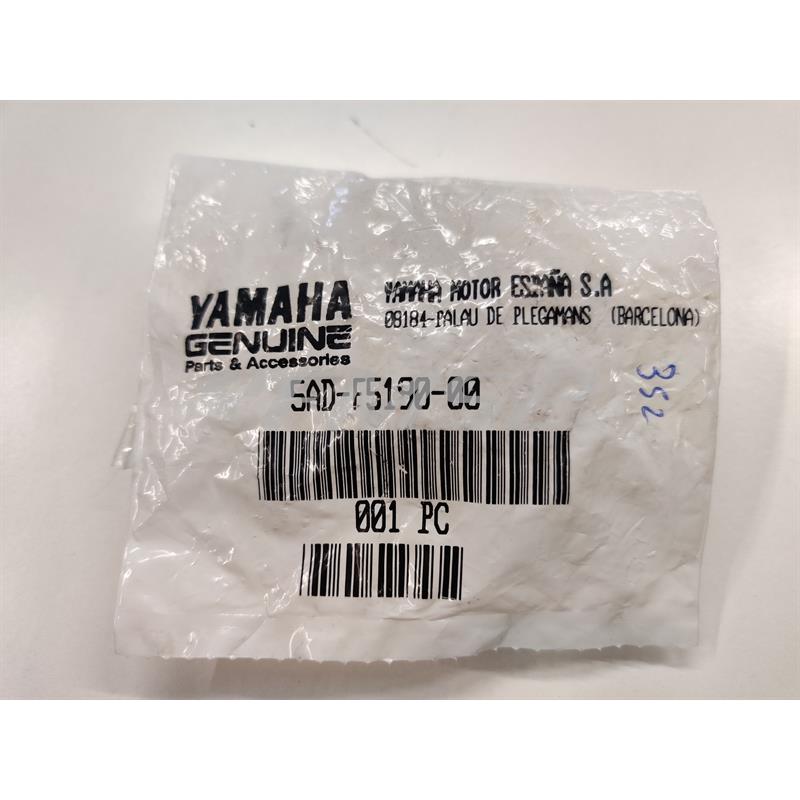 YAMAHA
GENUINE
Parts & Accessories
YAMAHA MOTOR ESPAÑA S.A
08184-PALAU DE PLEGAMANS (BARCELONA)
5AD-F5190-00
001 PC
352